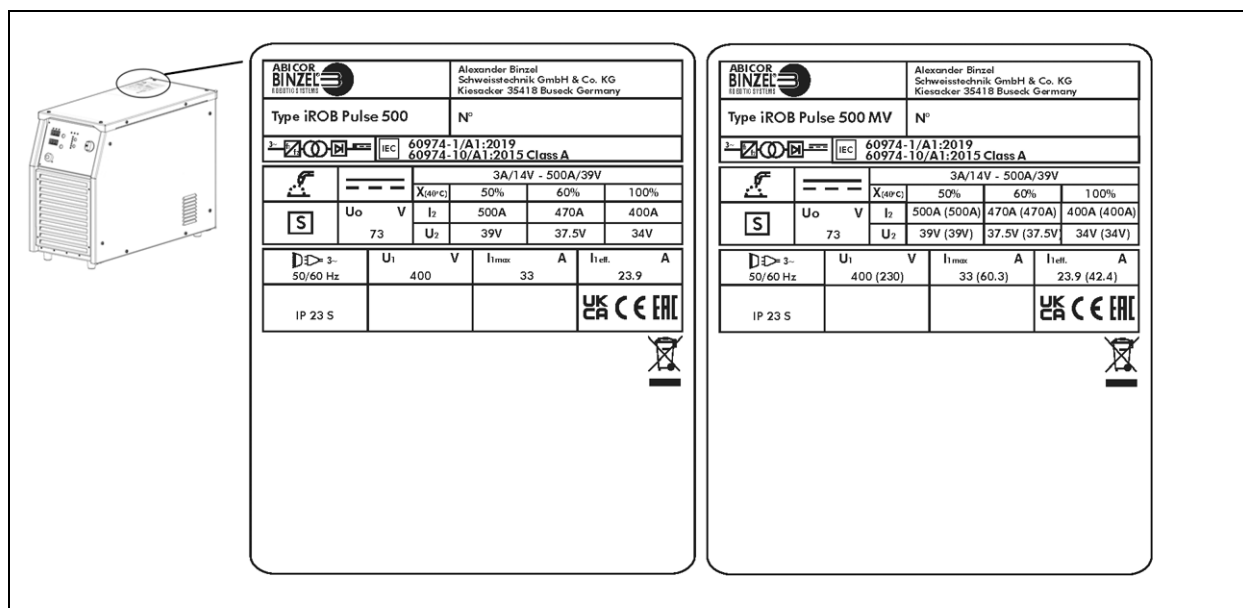 ABICOR
BINZEL
ROBOTIC SYSTEMS
Alexander Binzel
Schweisstechnik GmbH & Co. KG
Kiesacker 35418 Buseck Germany
Type iROB Pulse 500
N°
3~
IEC
60974-1/A1:2019
60974-10/A1:2015 Class A
3A/14V - 500A/39V
X(40°C) 50% 60% 100%
S
U0 V
73
I2 500A 470A 400A
U2 39V 37.5V 34V
3~
50/60 Hz
U1 V
400
I1max A
33
I1eff. A
23.9
IP 23 S
UK
CA CE EAC
ABICOR
BINZEL
ROBOTIC SYSTEMS
Alexander Binzel
Schweisstechnik GmbH & Co. KG
Kiesacker 35418 Buseck Germany
Type iROB Pulse 500 MV
N°
3~
IEC
60974-1/A1:2019
60974-10/A1:2015 Class A
3A/14V - 500A/39V
X(40°C) 50% 60% 100%
S
U0 V
73
I2 500A (500A) 470A (470A) 400A (400A)
U2 39V (39V) 37.5V (37.5V) 34V (34V)
3~
50/60 Hz
U1 V
400 (230)
I1max A
33 (60.3)
I1eff. A
23.9 (42.4)
IP 23 S
UK
CA CE EAC